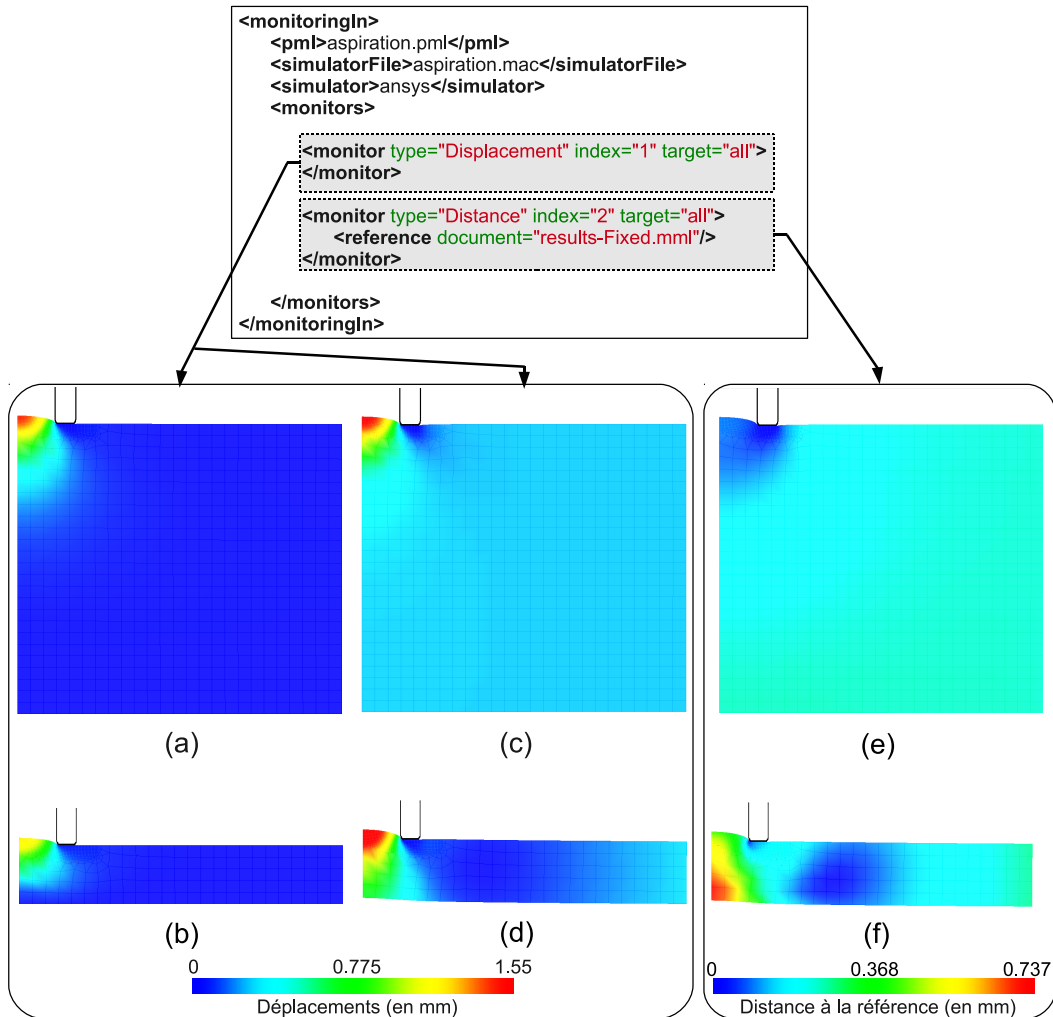 <monitoringIn>
<pml>aspiration.pml</pml>
<simulatorFile>aspiration.mac</simulatorFile>
<simulator>ansys</simulator>
<monitors>
<monitor type="Displacement" index="1" target="all">
</monitor>
<monitor type="Distance" index="2" target="all">
<reference document="results-Fixed.mml"/>
</monitor>
</monitors>
</monitoringIn>
(a)
(c)
(e)
(b)
(d)
(f)
0 0.775 1.55
Déplacements (en mm)
0 0.368 0.737
Distance à la référence (en mm)